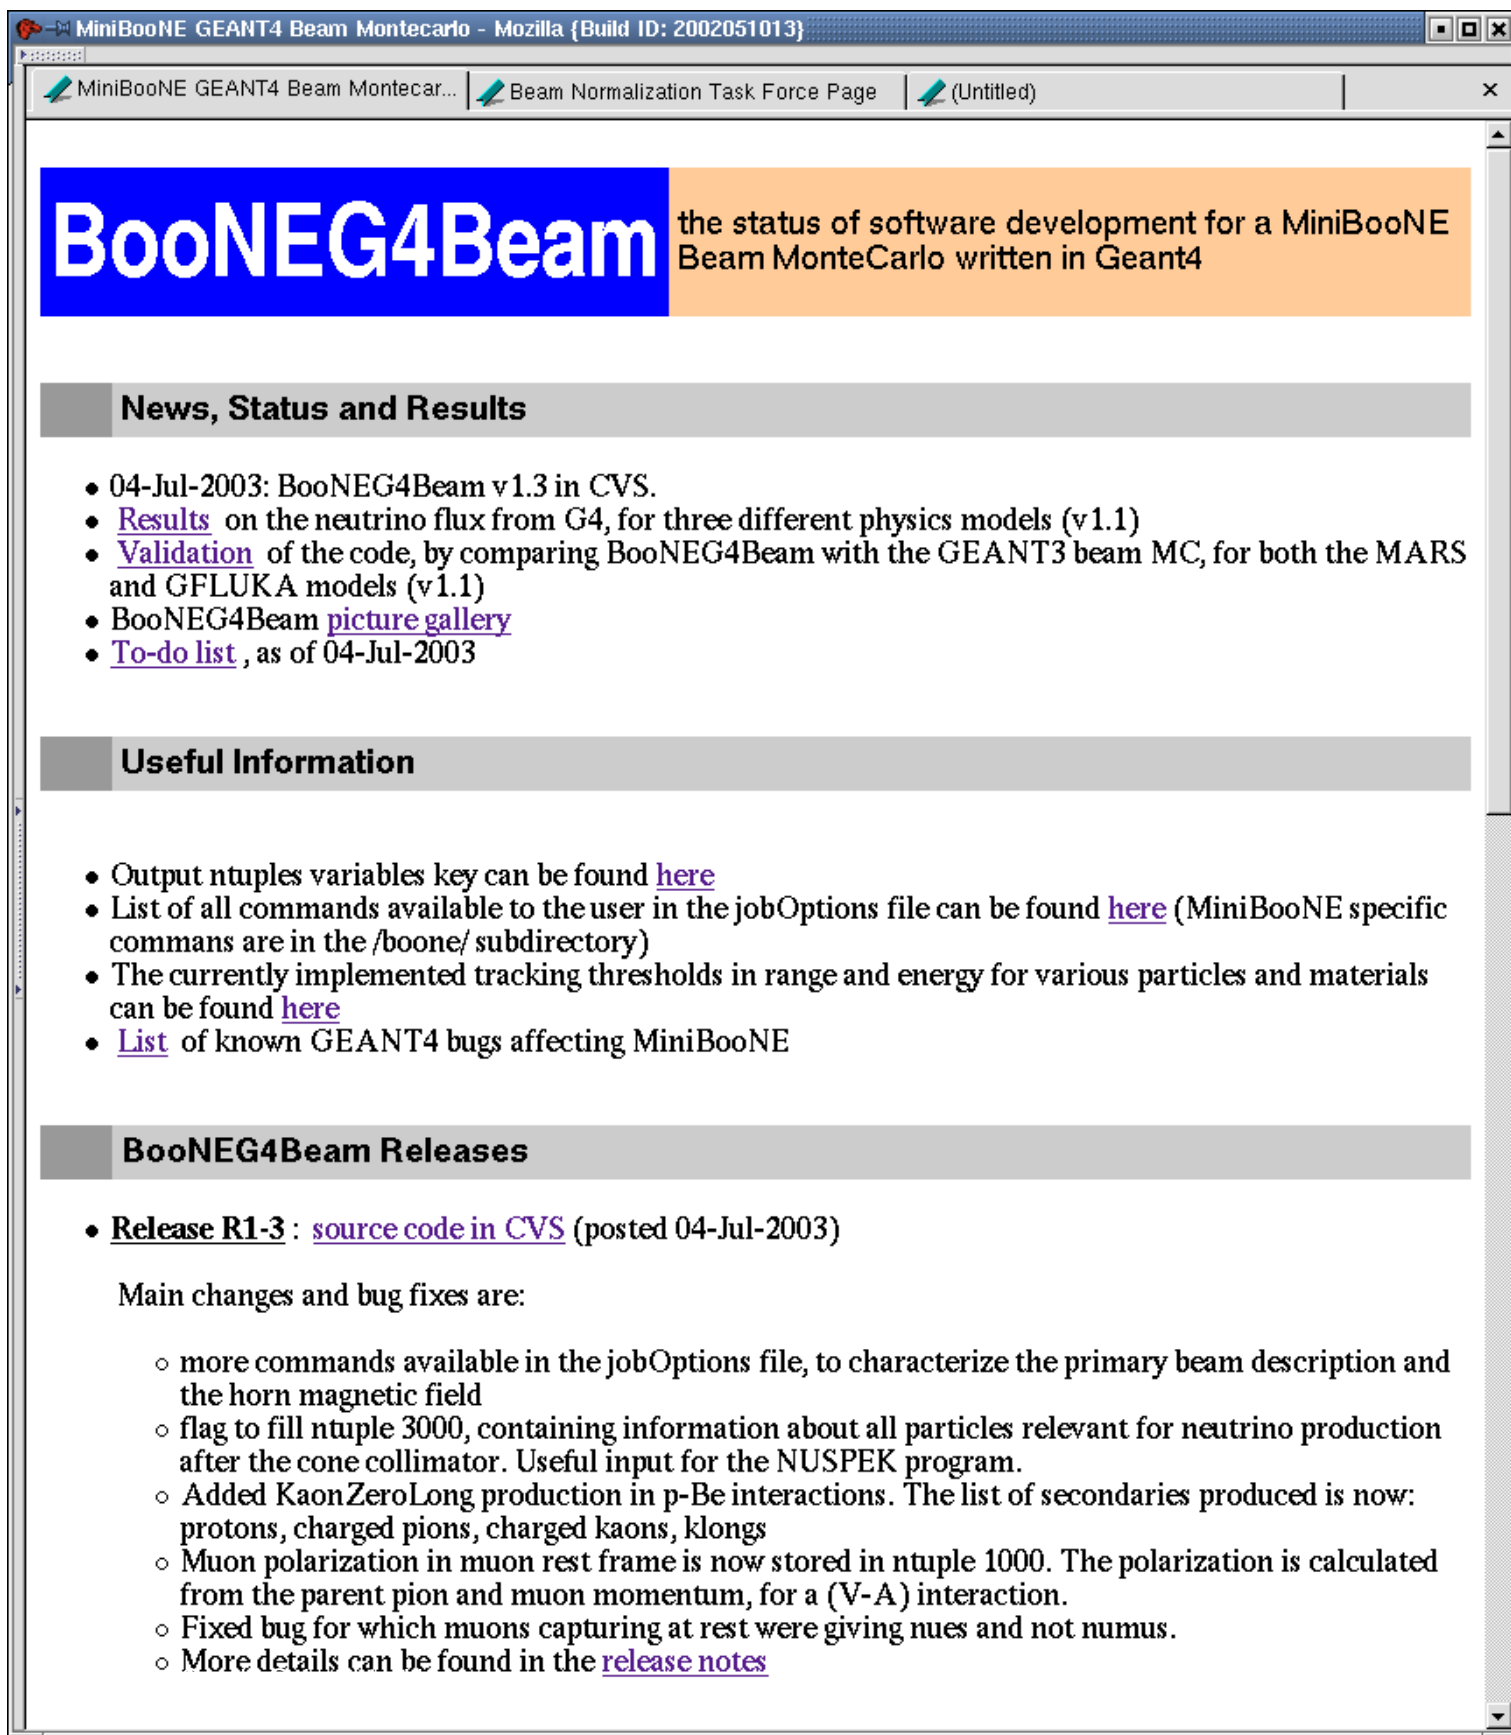 MiniBooNE GEANT4 Beam Montecarlo - Mozilla {Build ID: 2002051013}
MiniBooNE GEANT4 Beam Montecar... Beam Normalization Task Force Page (Untitled)
BooNEG4Beam
the status of software development for a MiniBooNE
Beam MonteCarlo written in Geant4
News, Status and Results
04-Jul-2003: BooNEG4Beam v1.3 in CVS.
Results on the neutrino flux from G4, for three different physics models (v1.1)
Validation of the code, by comparing BooNEG4Beam with the GEANT3 beam MC, for both the MARS
and GFLUKA models (v1.1)
BooNEG4Beam picture gallery
To-do list , as of 04-Jul-2003
Useful Information
Output ntuples variables key can be found here
List of all commands available to the user in the jobOptions file can be found here (MiniBooNE specific
commans are in the /boone/ subdirectory)
The currently implemented tracking thresholds in range and energy for various particles and materials
can be found here
List of known GEANT4 bugs affecting MiniBooNE
BooNEG4Beam Releases
Release R1-3 : source code in CVS (posted 04-Jul-2003)
Main changes and bug fixes are:
more commands available in the jobOptions file, to characterize the primary beam description and
the horn magnetic field
flag to fill ntuple 3000, containing information about all particles relevant for neutrino production
after the cone collimator. Useful input for the NUSPEK program.
Added KaonZeroLong production in p-Be interactions. The list of secondaries produced is now:
protons, charged pions, charged kaons, klongs
Muon polarization in muon rest frame is now stored in ntuple 1000. The polarization is calculated
from the parent pion and muon momentum, for a (V-A) interaction.
Fixed bug for which muons capturing at rest were giving nues and not numus.
More details can be found in the release notes